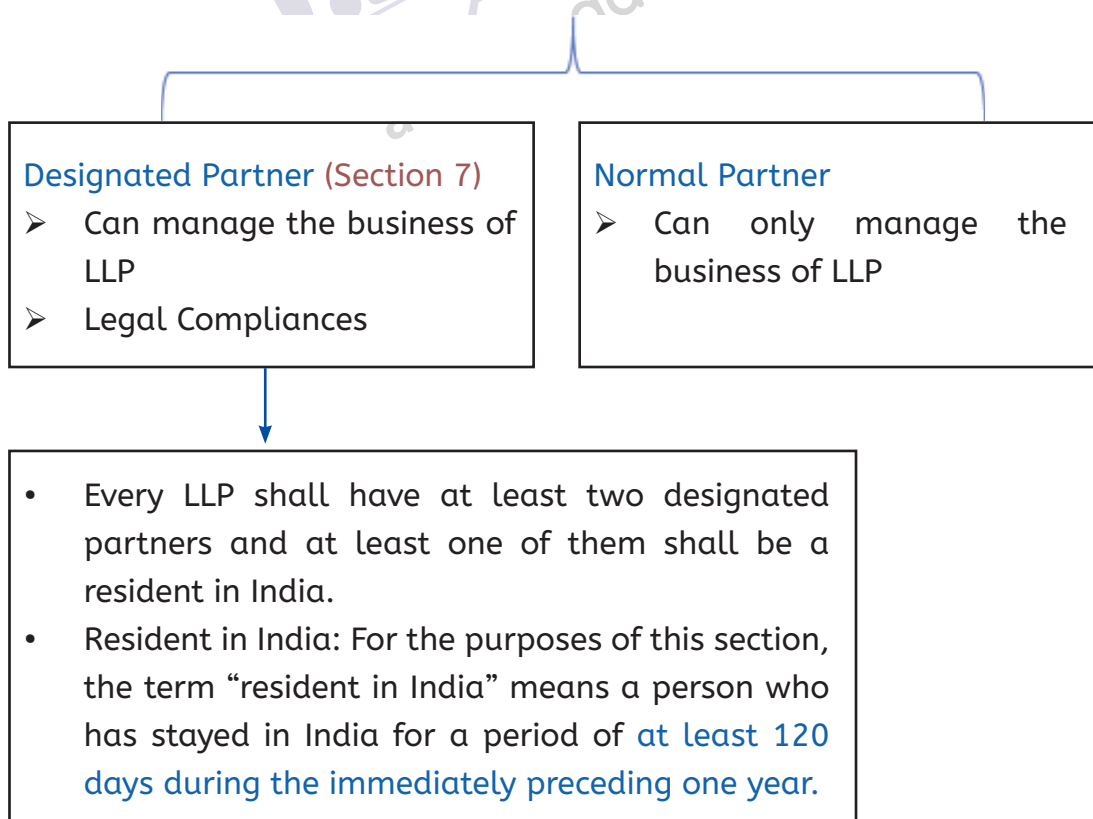 Designated Partner (Section 7)
➢ Can manage the business of
LLP
➢ Legal Compliances
Normal Partner
➢ Can only manage the
business of LLP
• Every LLP shall have at least two designated
partners and at least one of them shall be a
resident in India.
• Resident in India: For the purposes of this section,
the term “resident in India” means a person who
has stayed in India for a period of at least 120
days during the immediately preceding one year.